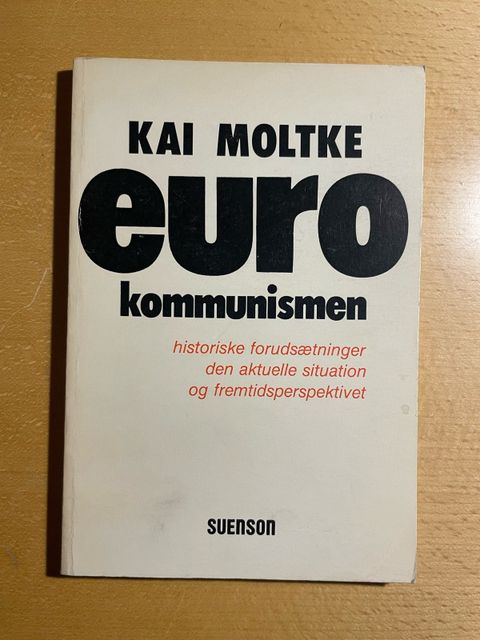 KAI MOLTKE
euro
kommunismen
historiske forudsætninger
den aktuelle situation
og fremtidsperspektivet
SUENSON